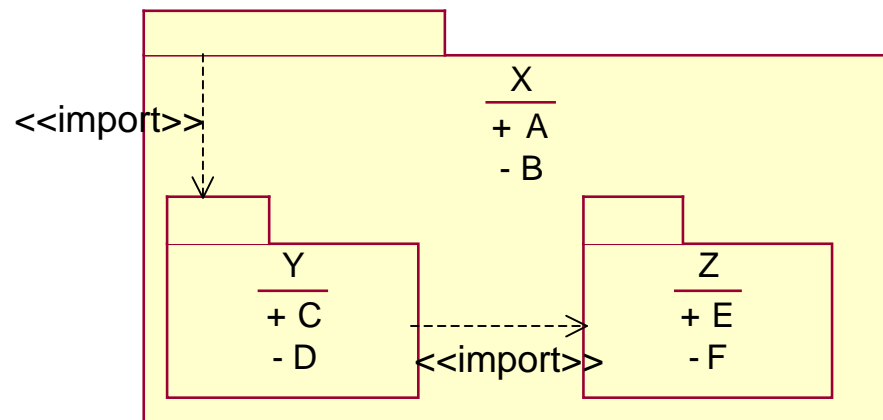 X
<<import>>
+ A
- B
Y
+ C
- D
<<import>>
Z
+ E
- F